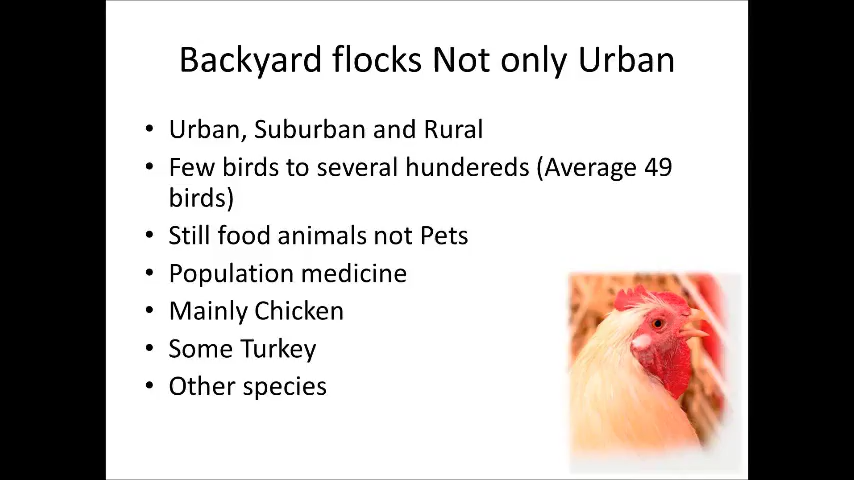 Backyard flocks Not only Urban
• Urban, Suburban and Rural
• Few birds to several hundereds (Average 49
birds)
• Still food animals not Pets
• Population medicine
• Mainly Chicken
• Some Turkey
• Other species